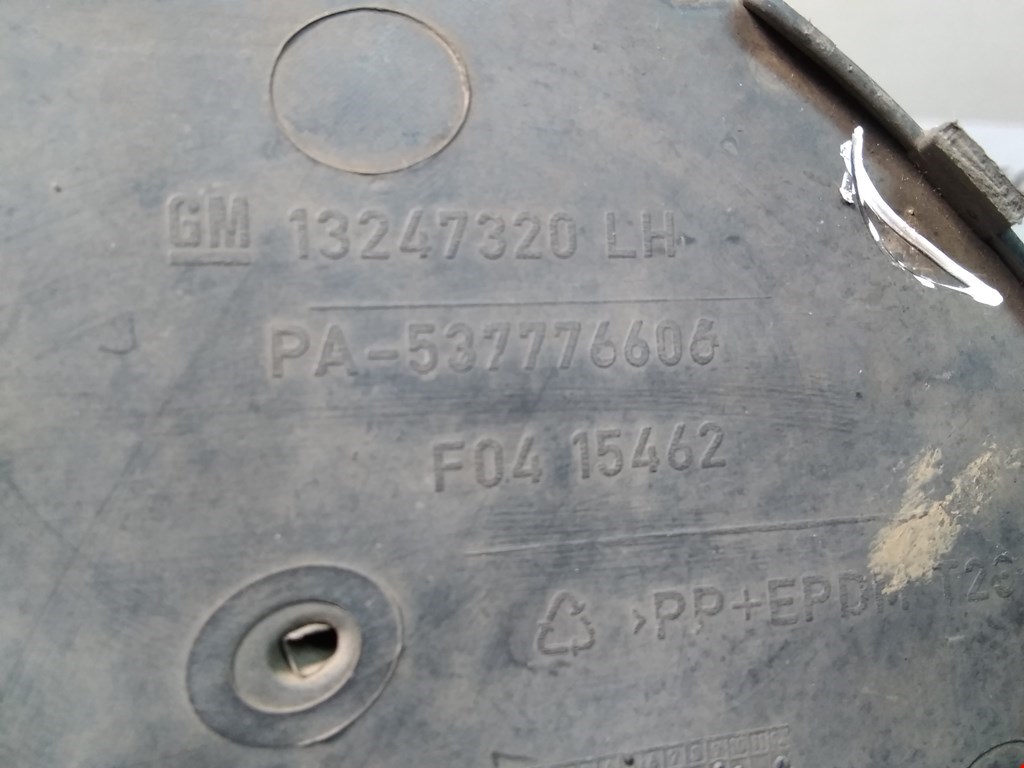 GM 13247320 LH
PA-537776606
F04 15462
>PP+EPDM